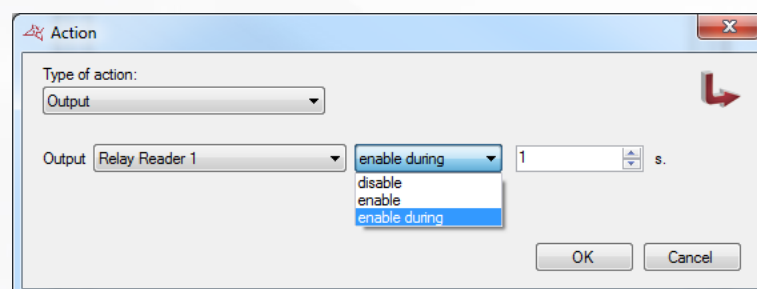 Action
Type of action:
Output
Output Relay Reader 1 enable during 1 s.
disable
enable
enable during
OK Cancel